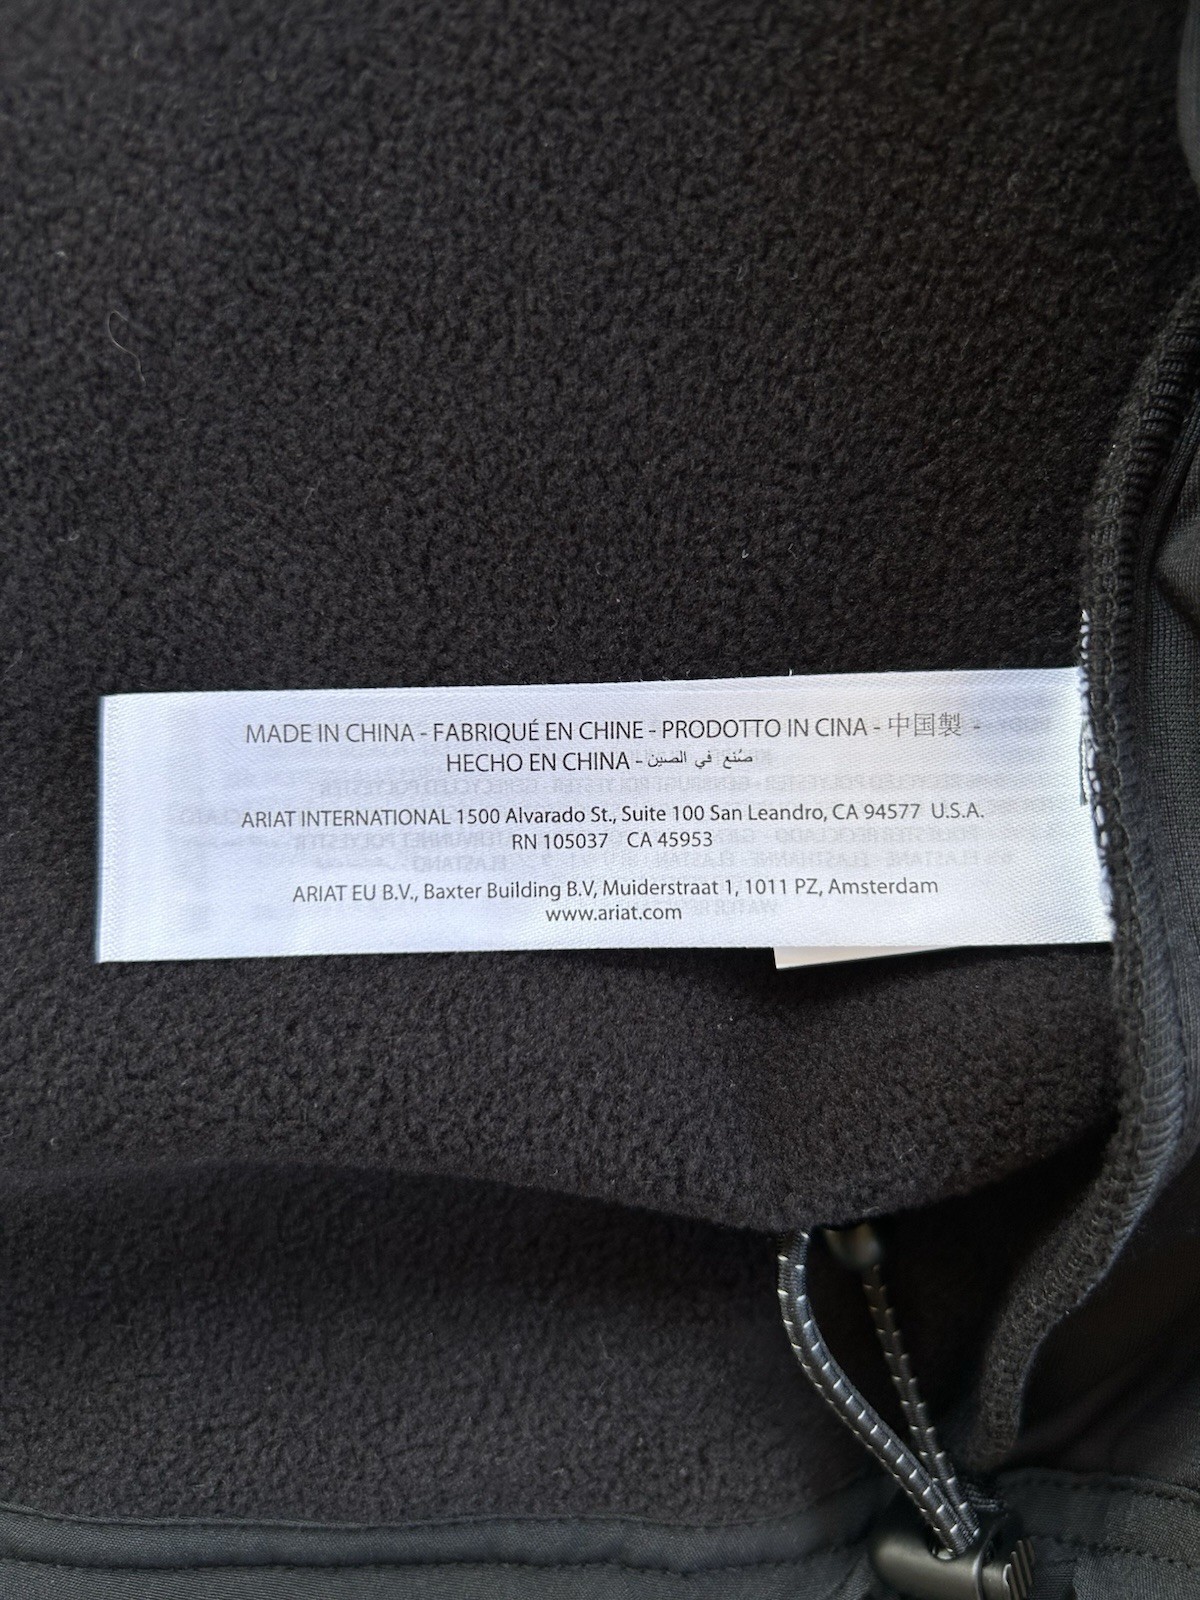 MADE IN CHINA - FABRIQUÉ EN CHINE - PRODOTTO IN CINA - 中国製 -
HECHO EN CHINA - صُنع في الصين
ARIAT INTERNATIONAL 1500 Alvarado St., Suite 100 San Leandro, CA 94577 U.S.A.
RN 105037 CA 45953
ARIAT EU B.V., Baxter Building B.V, Muiderstraat 1, 1011 PZ, Amsterdam
www.ariat.com